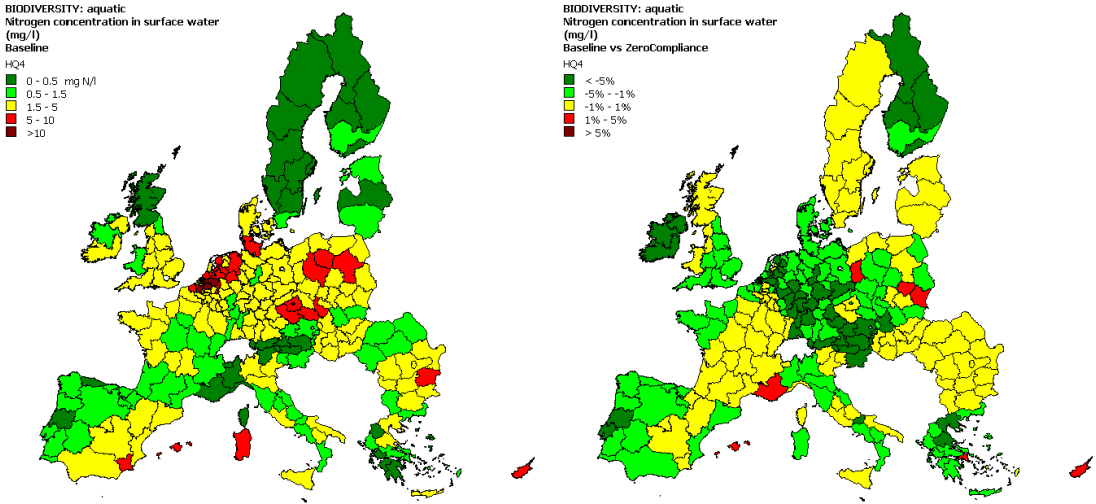 BIODIVERSITY: aquatic
Nitrogen concentration in surface water
(mg/l)
Baseline
HQ4
0 - 0.5 mg N/l
0.5 - 1.5
1.5 - 5
5 - 10
>10
BIODIVERSITY: aquatic
Nitrogen concentration in surface water
(mg/l)
Baseline vs ZeroCompliance
HQ4
< -5%
-5% - -1%
-1% - 1%
1% - 5%
> 5%